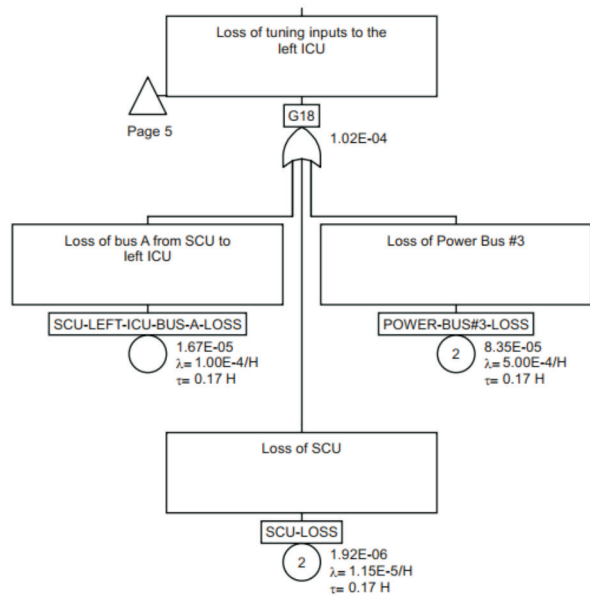 Loss of tuning inputs to the
left ICU
Page 5
G18
1.02E-04
Loss of bus A from SCU to
left ICU
Loss of Power Bus #3
SCU-LEFT-ICU-BUS-A-LOSS
POWER-BUS#3-LOSS
1.67E-05
λ= 1.00E-4/H
τ= 0.17 H
2
8.35E-05
λ= 5.00E-4/H
τ= 0.17 H
Loss of SCU
SCU-LOSS
2
1.92E-06
λ= 1.15E-5/H
τ= 0.17 H